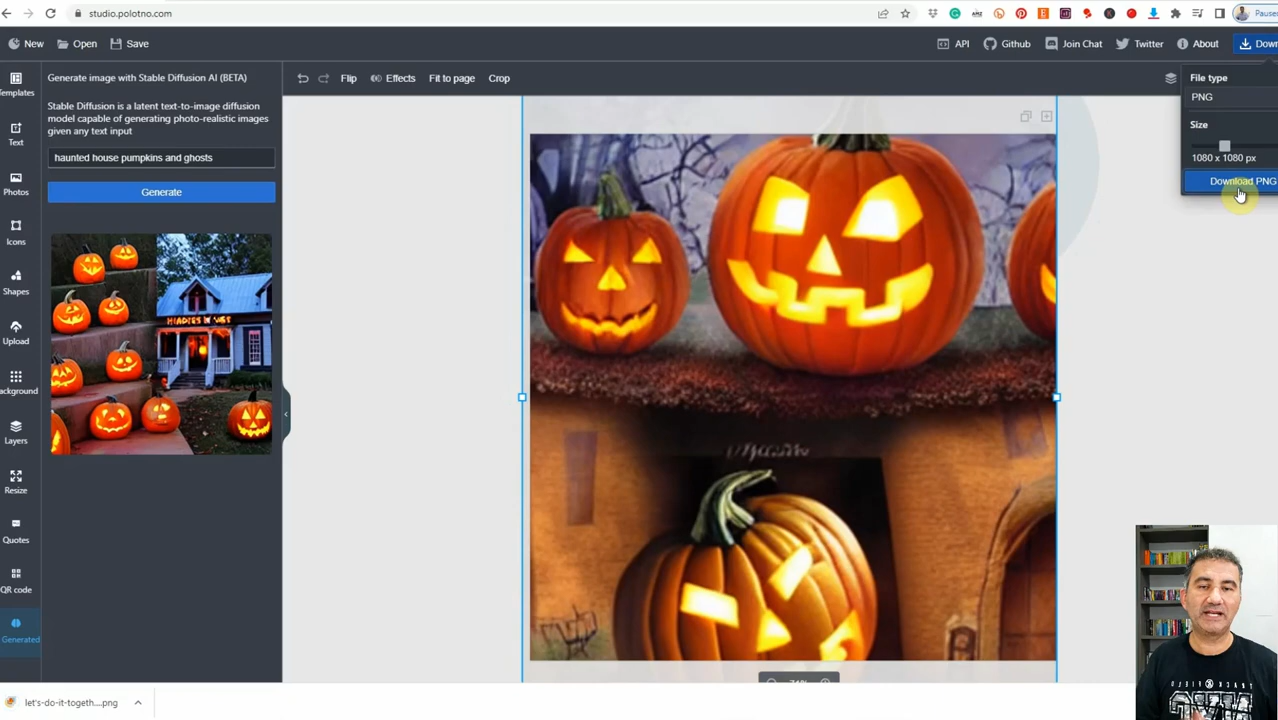 studio.polotno.com
Paused
New
Open
Save
API
Github
Join Chat
Twitter
About
Down
Templates
Text
Photos
Icons
Shapes
Upload
ackground
Layers
Resize
Quotes
QR code
Generated
Generate image with Stable Diffusion AI (BETA)
Stable Diffusion is a latent text-to-image diffusion
model capable of generating photo-realistic images
given any text input
haunted house pumpkins and ghosts
Generate
Flip
Effects
Fit to page
Crop
File type
PNG
Size
1080 x 1080 px
Download PNG
let's-do-it-togeth....png